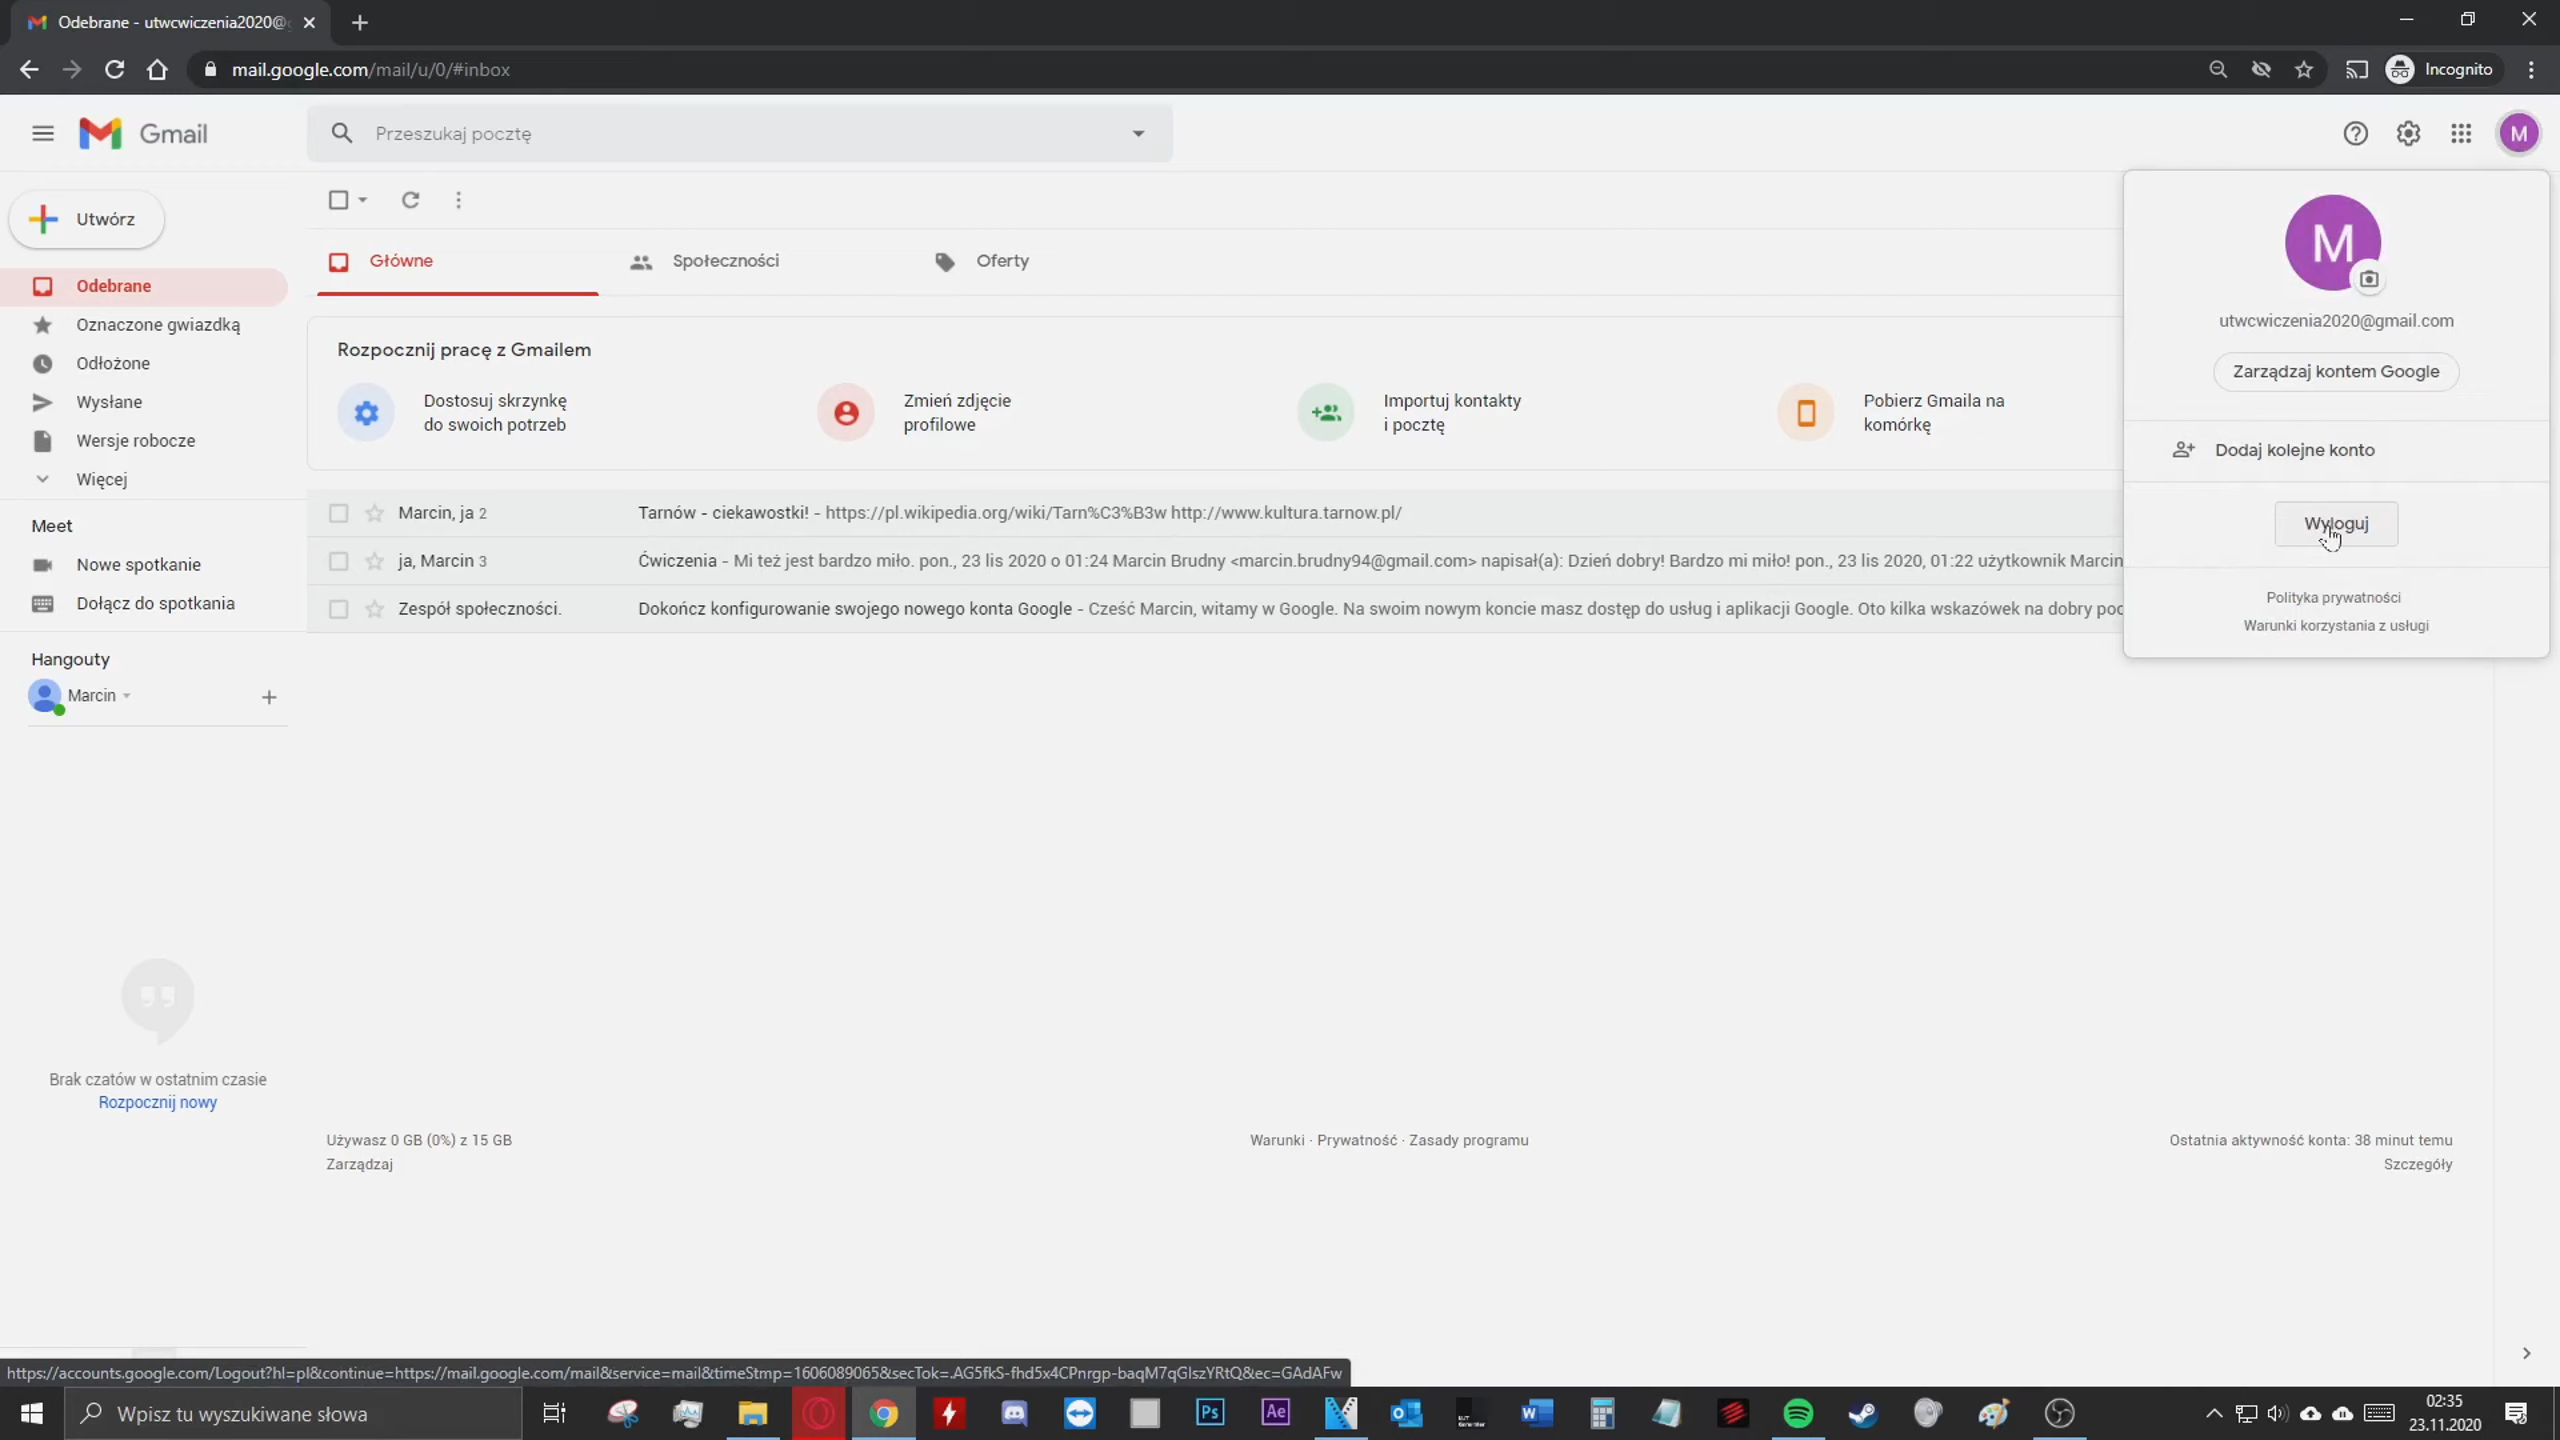 Odebrane - utwcwiczenia2020@g
mail.google.com/mail/u/0/#inbox
Incognito
Gmail
Przeszukaj pocztę
M
Utwórz
Odebrane
Oznaczone gwiazdką
Odłożone
Wysłane
Wersje robocze
Więcej
Meet
Nowe spotkanie
Dołącz do spotkania
Hangouty
Marcin
Brak czatów w ostatnim czasie
Rozpocznij nowy
Główne
Społeczności
Oferty
Rozpocznij pracę z Gmailem
Dostosuj skrzynkę
do swoich potrzeb
Zmień zdjęcie
profilowe
Importuj kontakty
i pocztę
Pobierz Gmaila na
komórkę
Marcin, ja 2 Tarnów - ciekawostki! - https://pl.wikipedia.org/wiki/Tarn%C3%B3w http://www.kultura.tarnow.pl/
ja, Marcin 3 Ćwiczenia - Mi też jest bardzo miło. pon., 23 lis 2020 o 01:24 Marcin Brudny <marcin.brudny94@gmail.com> napisał(a): Dzień dobry! Bardzo mi miło! pon., 23 lis 2020, 01:22 użytkownik Marcin
Zespół społeczności. Dokończ konfigurowanie swojego nowego konta Google - Cześć Marcin, witamy w Google. Na swoim nowym koncie masz dostęp do usług i aplikacji Google. Oto kilka wskazówek na dobry poc
M
utwcwiczenia2020@gmail.com
Zarządzaj kontem Google
Dodaj kolejne konto
Wyloguj
Polityka prywatności
Warunki korzystania z usługi
Używasz 0 GB (0%) z 15 GB
Zarządzaj
Warunki · Prywatność · Zasady programu
Ostatnia aktywność konta: 38 minut temu
Szczegóły
https://accounts.google.com/Logout?hl=pl&continue=https://mail.google.com/mail&service=mail&timeStmp=1606089065&secTok=.AG5fkS-fhd5x4CPnrgp-baqM7qGlszYRtQ&ec=GAdAFw
Wpisz tu wyszukiwane słowa
Ps
Ae
02:35
23.11.2020